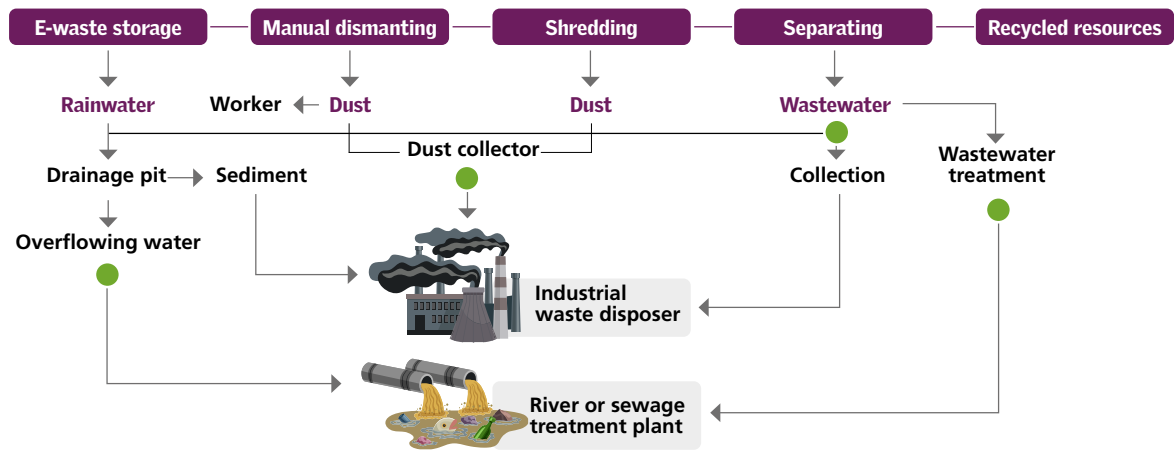 E-waste storage
Manual dismanting
Shredding
Separating
Recycled resources
Rainwater
Worker
Dust
Dust
Wastewater
Dust collector
Wastewater
treatment
Drainage pit
Sediment
Collection
Overflowing water
Industrial
waste disposer
River or sewage
treatment plant